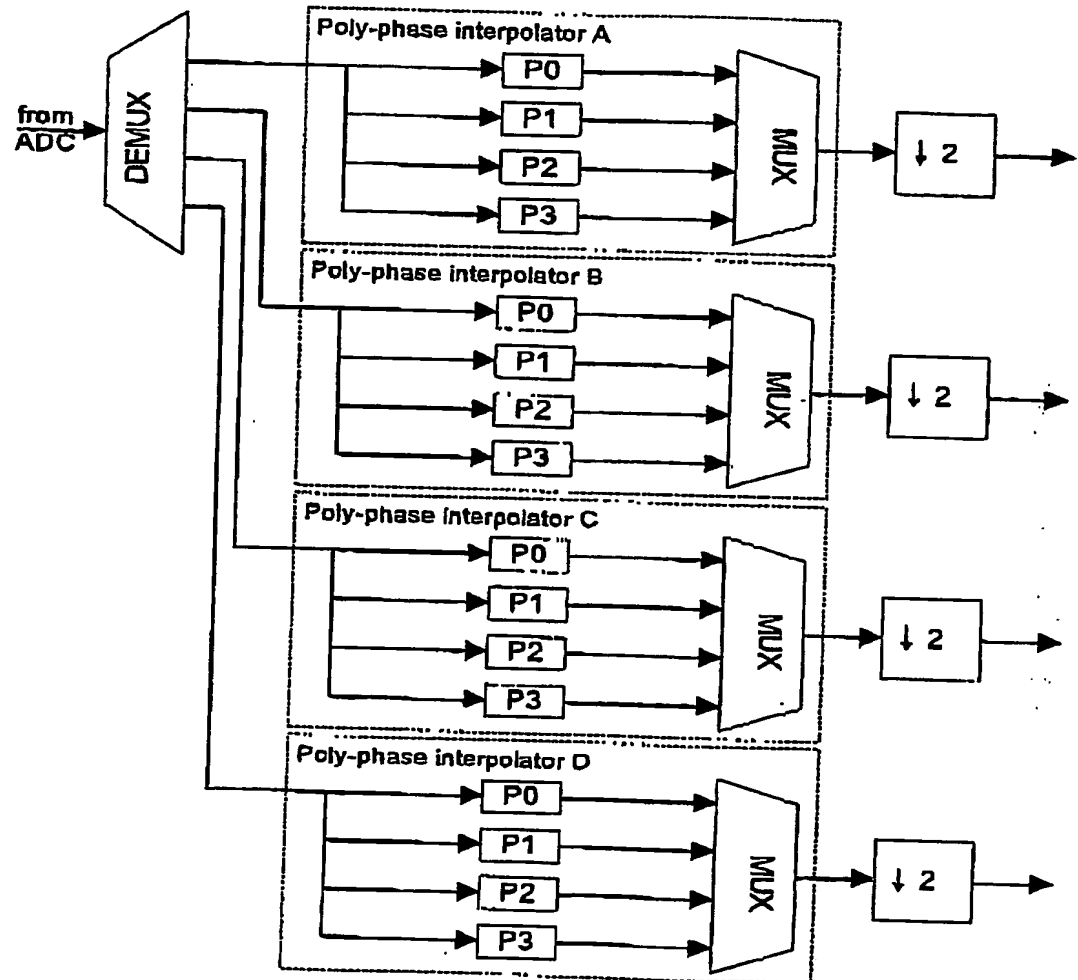 from
ADC
DEMUX
Poly-phase interpolator A
P0
P1
P2
P3
MUX
↓ 2
Poly-phase interpolator B
P0
P1
P2
P3
MUX
↓ 2
Poly-phase interpolator C
P0
P1
P2
P3
MUX
↓ 2
Poly-phase interpolator D
P0
P1
P2
P3
MUX
↓ 2